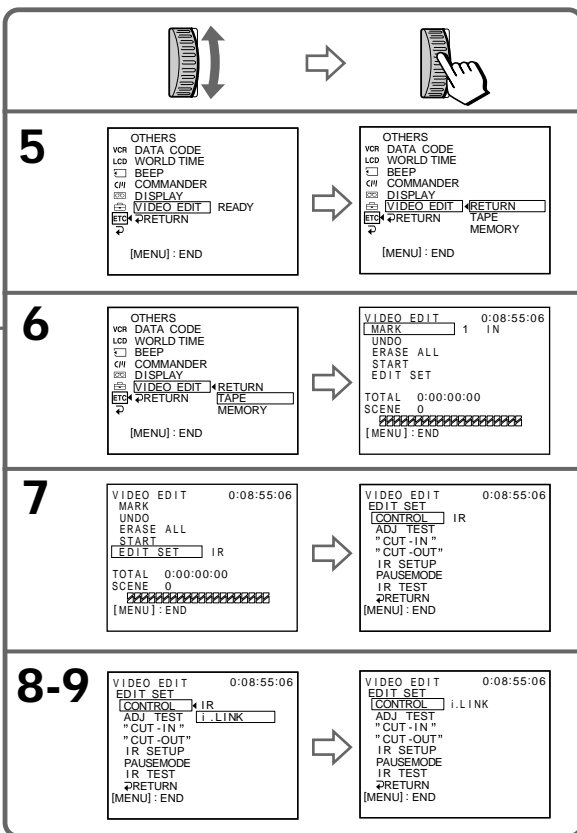 5
OTHERS
VCR DATA CODE
LCD WORLD TIME
BEEP
COMMANDER
DISPLAY
VIDEO EDIT READY
ETC RETURN
[MENU] : END
OTHERS
VCR DATA CODE
LCD WORLD TIME
BEEP
COMMANDER
DISPLAY
VIDEO EDIT RETURN
ETC RETURN TAPE
MEMORY
[MENU] : END
6
OTHERS
VCR DATA CODE
LCD WORLD TIME
BEEP
COMMANDER
DISPLAY
VIDEO EDIT RETURN
ETC RETURN TAPE
MEMORY
[MENU] : END
VIDEO EDIT 0:08:55:06
MARK 1 IN
UNDO
ERASE ALL
START
EDIT SET
TOTAL 0:00:00:00
SCENE 0
[MENU] : END
7
VIDEO EDIT 0:08:55:06
MARK
UNDO
ERASE ALL
START
EDIT SET IR
TOTAL 0:00:00:00
SCENE 0
[MENU] : END
VIDEO EDIT 0:08:55:06
EDIT SET
CONTROL IR
ADJ TEST
"CUT-IN"
"CUT-OUT"
IR SETUP
PAUSEMODE
IR TEST
RETURN
[MENU] : END
8-9
VIDEO EDIT 0:08:55:06
EDIT SET
CONTROL IR
ADJ TEST i.LINK
"CUT-IN"
"CUT-OUT"
IR SETUP
PAUSEMODE
IR TEST
RETURN
[MENU] : END
VIDEO EDIT 0:08:55:06
EDIT SET
CONTROL i.LINK
ADJ TEST
"CUT-IN"
"CUT-OUT"
IR SETUP
PAUSEMODE
IR TEST
RETURN
[MENU] : END